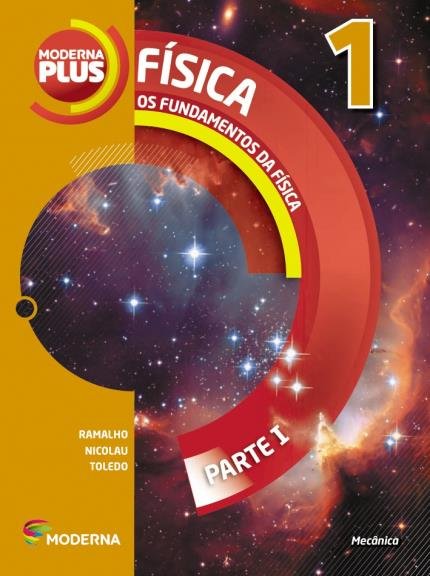 MODERNA
PLUS
FÍSICA
OS FUNDAMENTOS DA FÍSICA
1
PARTE I
RAMALHO
NICOLAU
TOLEDO
MODERNA
Mecânica